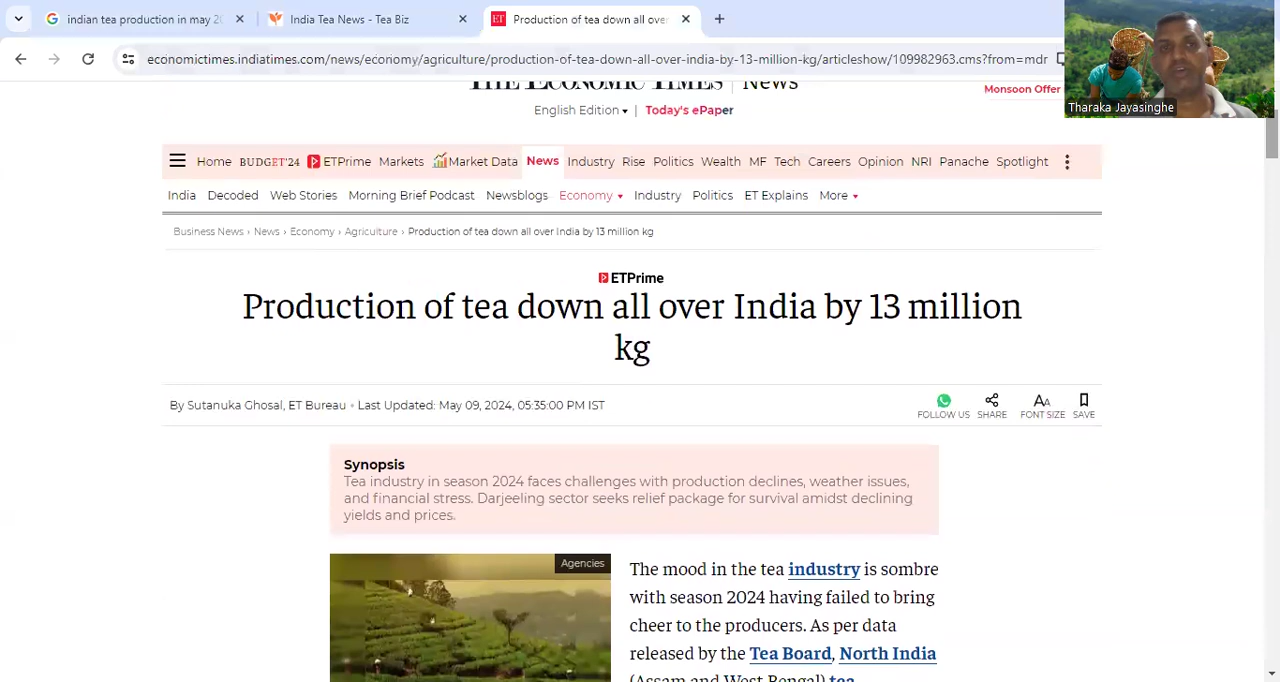 indian tea production in may 2
India Tea News - Tea Biz
Production of tea down all over
economictimes.indiatimes.com/news/economy/agriculture/production-of-tea-down-all-over-india-by-13-million-kg/articleshow/109982963.cms?from=mdr
Tharaka Jayasinghe
THE ECONOMIC TIMES | News
Monsoon Offer
English Edition | Today's ePaper
Home BUDGET'24 ETPrime Markets Market Data News Industry Rise Politics Wealth MF Tech Careers Opinion NRI Panache Spotlight
India Decoded Web Stories Morning Brief Podcast Newsblogs Economy Industry Politics ET Explains More
Business News › News › Economy › Agriculture › Production of tea down all over India by 13 million kg
ETPrime
Production of tea down all over India by 13 million
kg
By Sutanuka Ghosal, ET Bureau • Last Updated: May 09, 2024, 05:35:00 PM IST
FOLLOW US SHARE FONT SIZE SAVE
Synopsis
Tea industry in season 2024 faces challenges with production declines, weather issues,
and financial stress. Darjeeling sector seeks relief package for survival amidst declining
yields and prices.
Agencies
The mood in the tea industry is sombre
with season 2024 having failed to bring
cheer to the producers. As per data
released by the Tea Board, North India
(Assam and West Bengal) tea